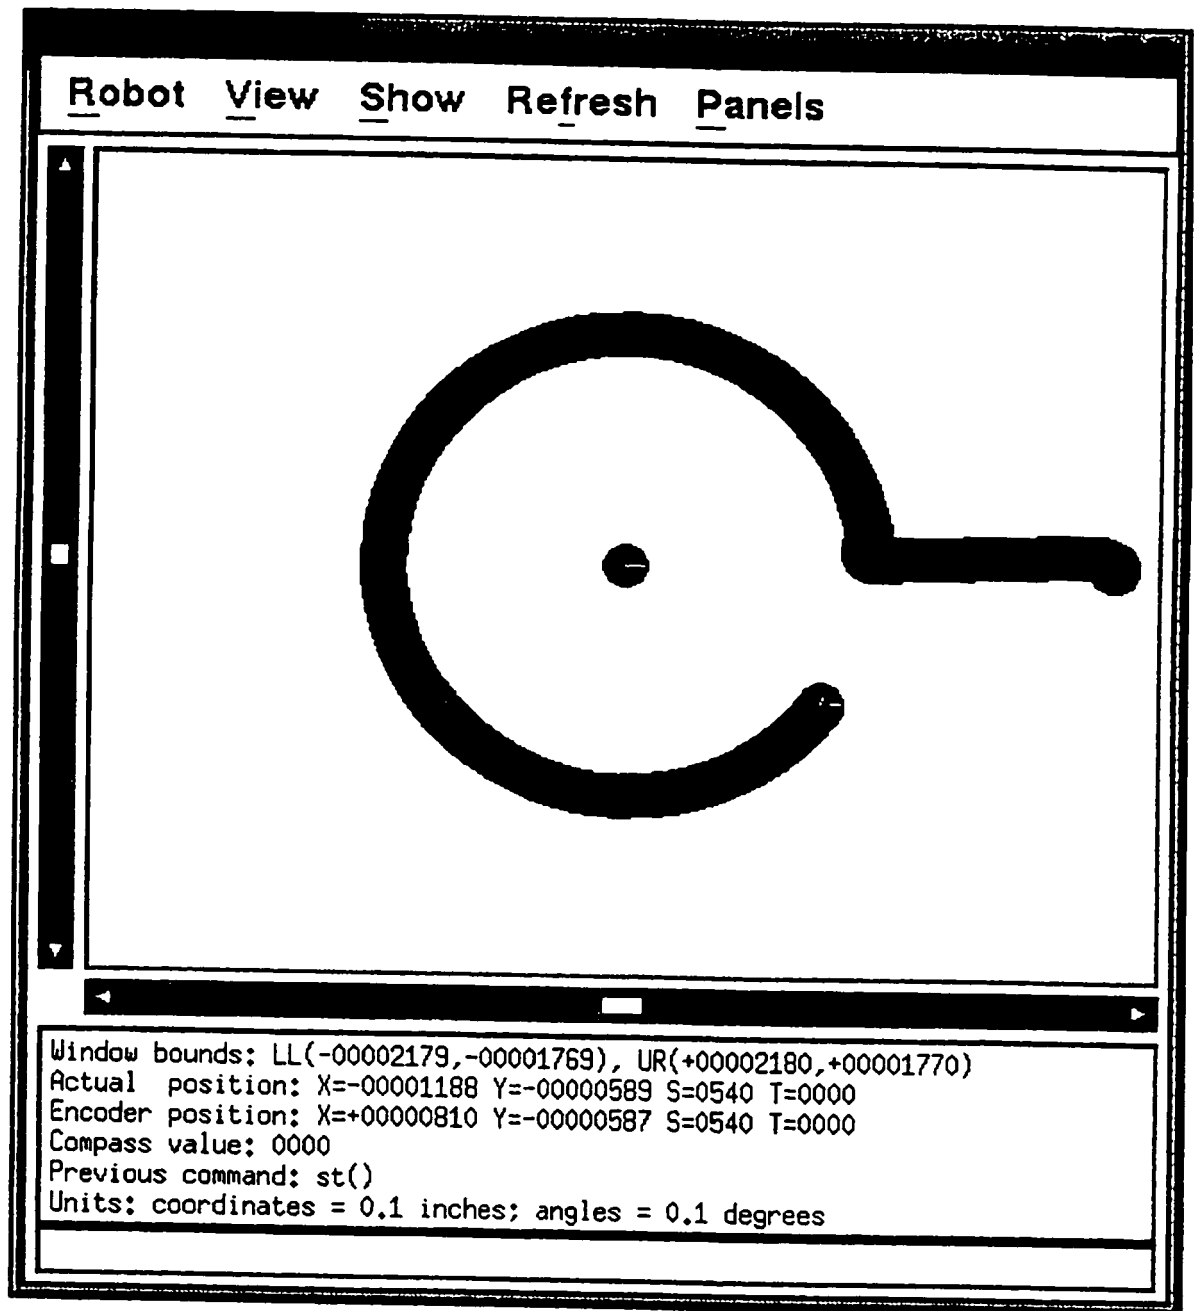 Robot View Show Refresh Panels
Window bounds: LL(-00002179,-00001769), UR(+00002180,+00001770)
Actual position: X=-00001188 Y=-00000589 S=0540 T=0000
Encoder position: X=+00000810 Y=-00000587 S=0540 T=0000
Compass value: 0000
Previous command: st()
Units: coordinates = 0.1 inches; angles = 0.1 degrees